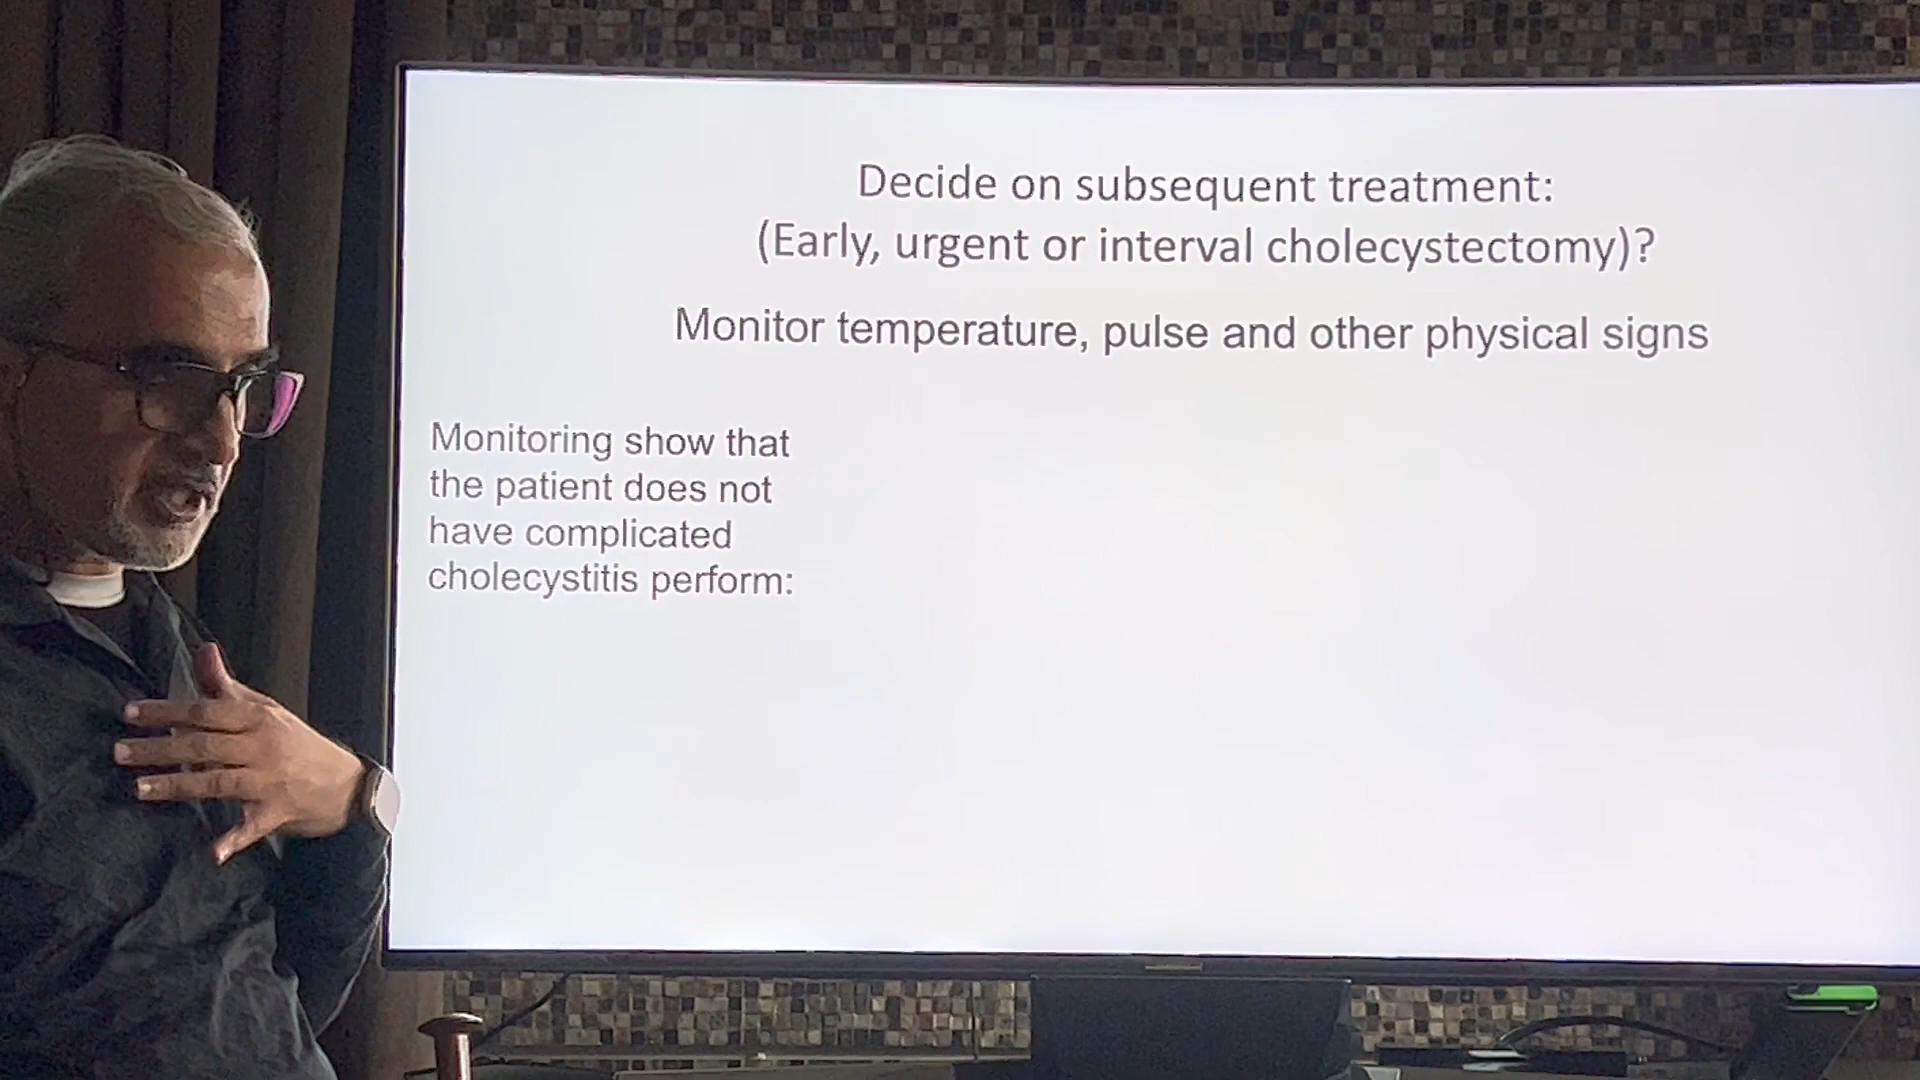 Decide on subsequent treatment:
(Early, urgent or interval cholecystectomy)?
Monitor temperature, pulse and other physical signs
Monitoring show that
the patient does not
have complicated
cholecystitis perform: